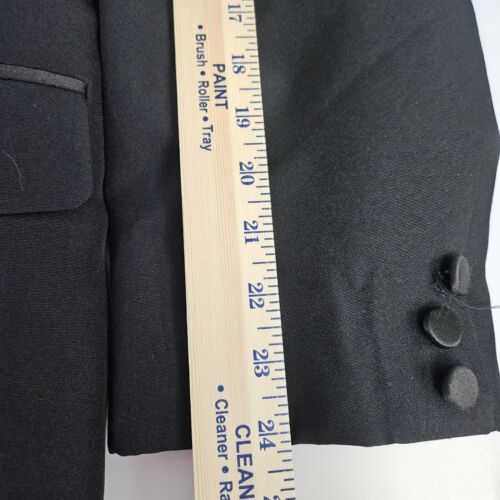 17
18
19
20
21
22
23
24
PAINT
• Brush • Roller • Tray
CLEAN
• Cleaner • Ra